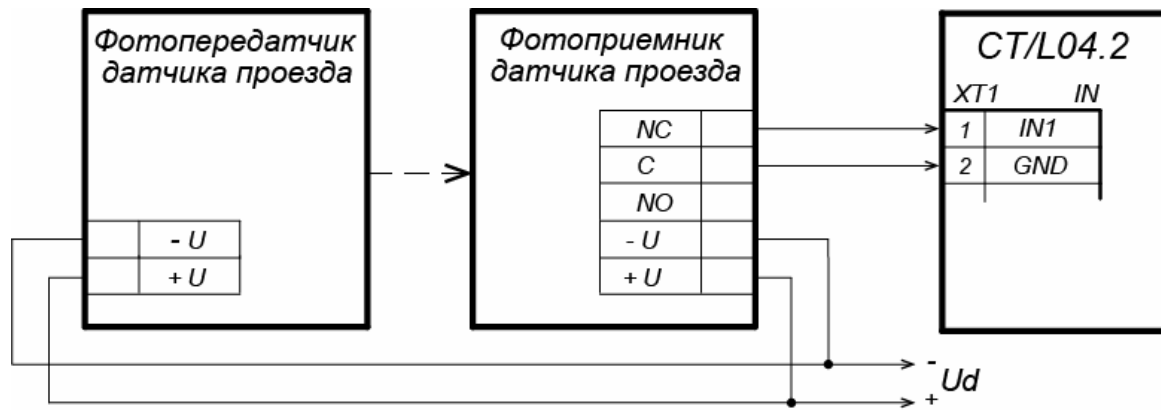 Фотопередатчик
датчика проезда
- U
+ U
Фотоприемник
датчика проезда
NC
C
NO
- U
+ U
CT/L04.2
XT1 IN
1 IN1
2 GND
-
Ud
+